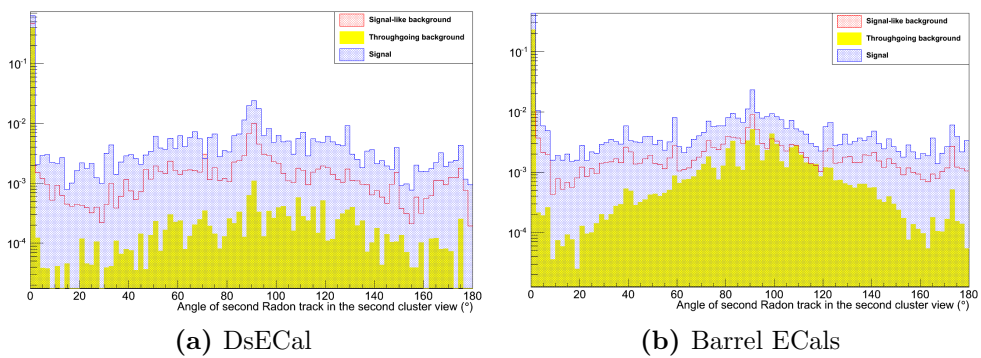 Signal-like background
Throughgoing background
Signal
10⁻¹
10⁻²
10⁻³
10⁻⁴
0 20 40 60 80 100 120 140 160 180
Angle of second Radon track in the second cluster view (°)
(a) DsECal
Signal-like background
Throughgoing background
Signal
10⁻¹
10⁻²
10⁻³
10⁻⁴
0 20 40 60 80 100 120 140 160 180
Angle of second Radon track in the second cluster view (°)
(b) Barrel ECals